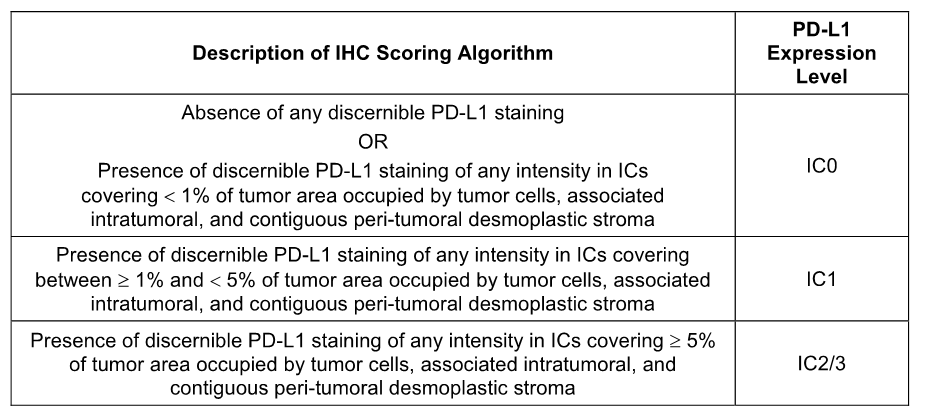 Description of IHC Scoring Algorithm
PD-L1
Expression
Level
Absence of any discernible PD-L1 staining
OR
Presence of discernible PD-L1 staining of any intensity in ICs
covering < 1% of tumor area occupied by tumor cells, associated
intratumoral, and contiguous peri-tumoral desmoplastic stroma
IC0
Presence of discernible PD-L1 staining of any intensity in ICs covering
between ≥ 1% and < 5% of tumor area occupied by tumor cells, associated
intratumoral, and contiguous peri-tumoral desmoplastic stroma
IC1
Presence of discernible PD-L1 staining of any intensity in ICs covering ≥ 5%
of tumor area occupied by tumor cells, associated intratumoral, and
contiguous peri-tumoral desmoplastic stroma
IC2/3